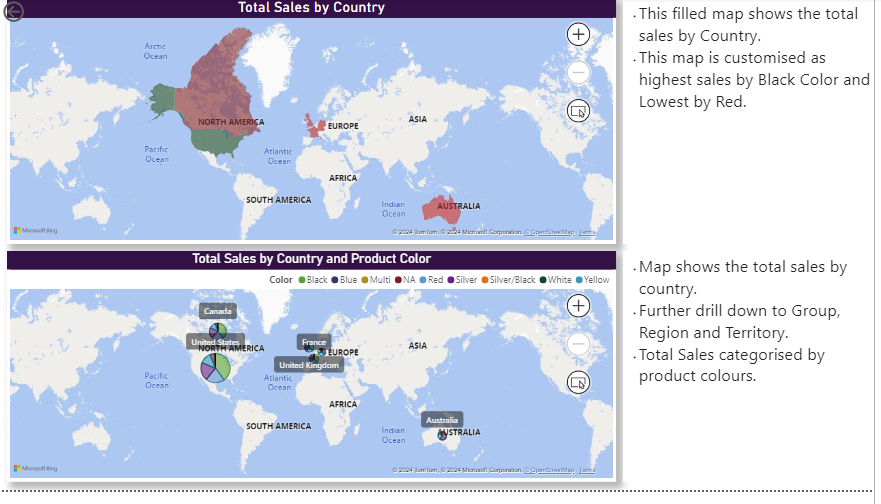 Total Sales by Country
Arctic
Ocean
NORTH AMERICA
EUROPE
ASIA
Pacific
Ocean
Atlantic
Ocean
AFRICA
SOUTH AMERICA
Indian
Ocean
AUSTRALIA
Microsoft Bing
© 2024 TomTom, © 2024 Microsoft Corporation, © OpenStreetMap Terms
· This filled map shows the total
sales by Country.
· This map is customised as
highest sales by Black Color and
Lowest by Red.
Total Sales by Country and Product Color
Color Black Blue Multi NA Red Silver Silver/Black White Yellow
Canada
United States
NORTH AMERICA
France
EUROPE
United Kingdom
ASIA
Pacific
Ocean
Atlantic
Ocean
AFRICA
Australia
SOUTH AMERICA
Indian
Ocean
AUSTRALIA
Microsoft Bing
© 2024 TomTom, © 2024 Microsoft Corporation, © OpenStreetMap Terms
· Map shows the total sales by
country.
· Further drill down to Group,
Region and Territory.
· Total Sales categorised by
product colours.